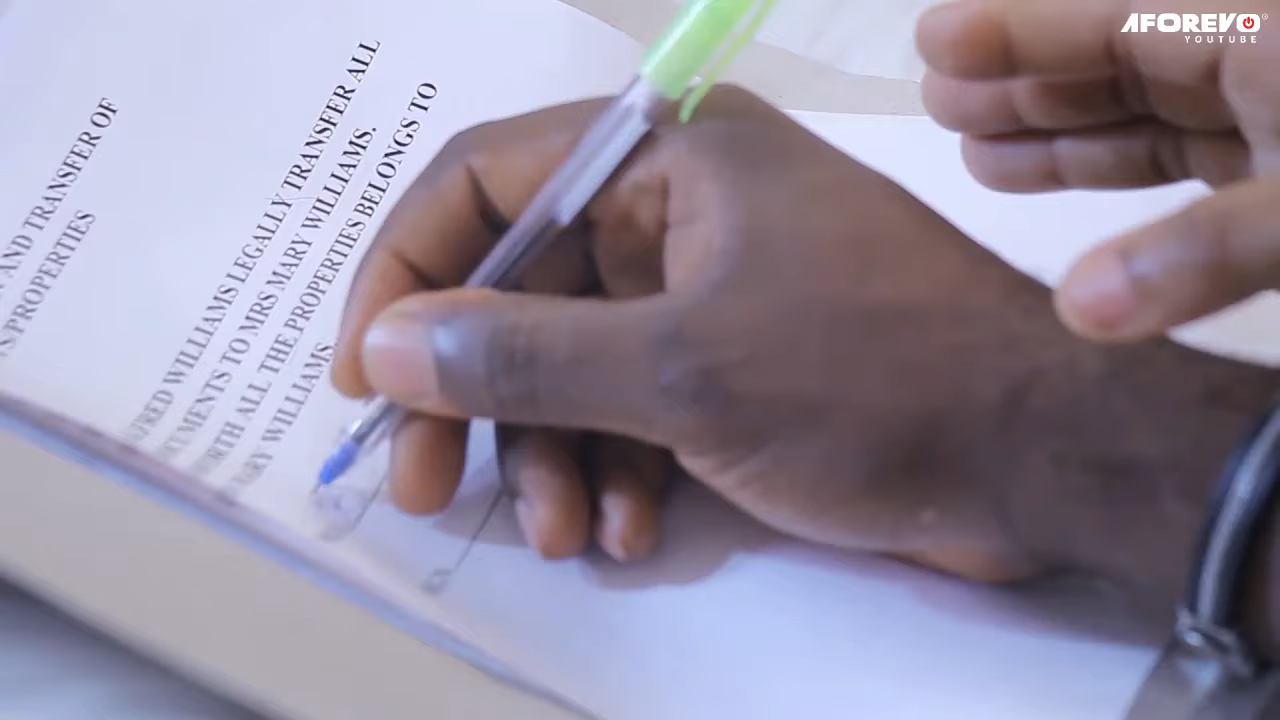 AFOREVO
YOUTUBE
AND TRANSFER OF
PROPERTIES
WILLIAMS LEGALLY TRANSFER ALL
TO MRS MARY WILLIAMS.
ALL THE PROPERTIES BELONGS TO
WILLIAMS.